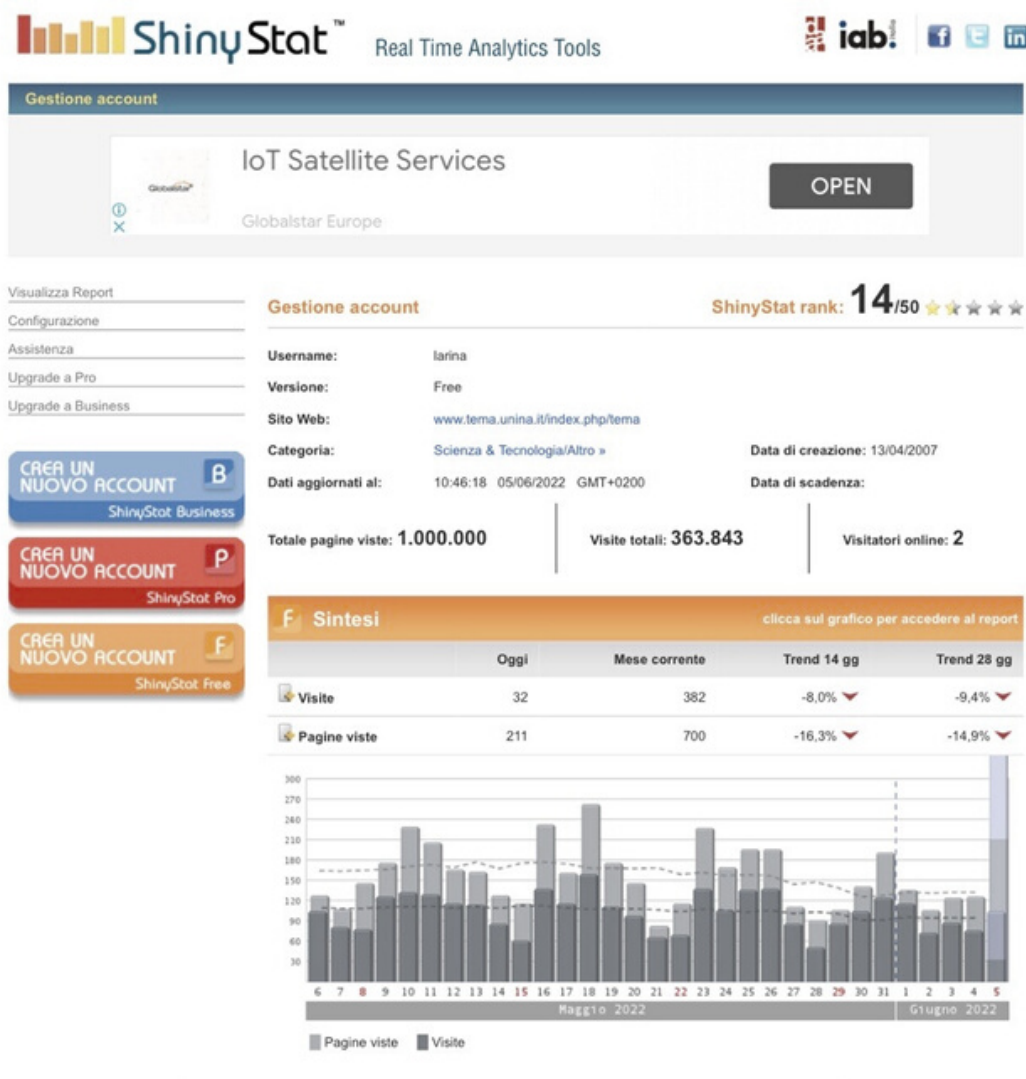 ShinyStat™
Real Time Analytics Tools
iab:
Gestione account
IoT Satellite Services
Globalstar
OPEN
Globalstar Europe
Visualizza Report
Configurazione
Assistenza
Upgrade a Pro
Upgrade a Business
CREA UN
NUOVO ACCOUNT
B
ShinyStat Business
CREA UN
NUOVO ACCOUNT
P
ShinyStat Pro
CREA UN
NUOVO ACCOUNT
F
ShinyStat Free
Gestione account
ShinyStat rank: 14/50
Username: larina
Versione: Free
Sito Web: www.tema.unina.it/index.php/tema
Categoria: Scienza & Tecnologia/Altro » Data di creazione: 13/04/2007
Dati aggiornati al: 10:46:18 05/06/2022 GMT+0200 Data di scadenza:
Totale pagine viste: 1.000.000 Visite totali: 363.843 Visitatori online: 2
F Sintesi clicca sul grafico per accedere al report
Oggi Mese corrente Trend 14 gg Trend 28 gg
Visite 32 382 -8,0% -9,4%
Pagine viste 211 700 -16,3% -14,9%
300
270
240
210
180
150
120
90
60
30
6 7 8 9 10 11 12 13 14 15 16 17 18 19 20 21 22 23 24 25 26 27 28 29 30 31 1 2 3 4 5
Maggio 2022 Giugno 2022
Pagine viste Visite